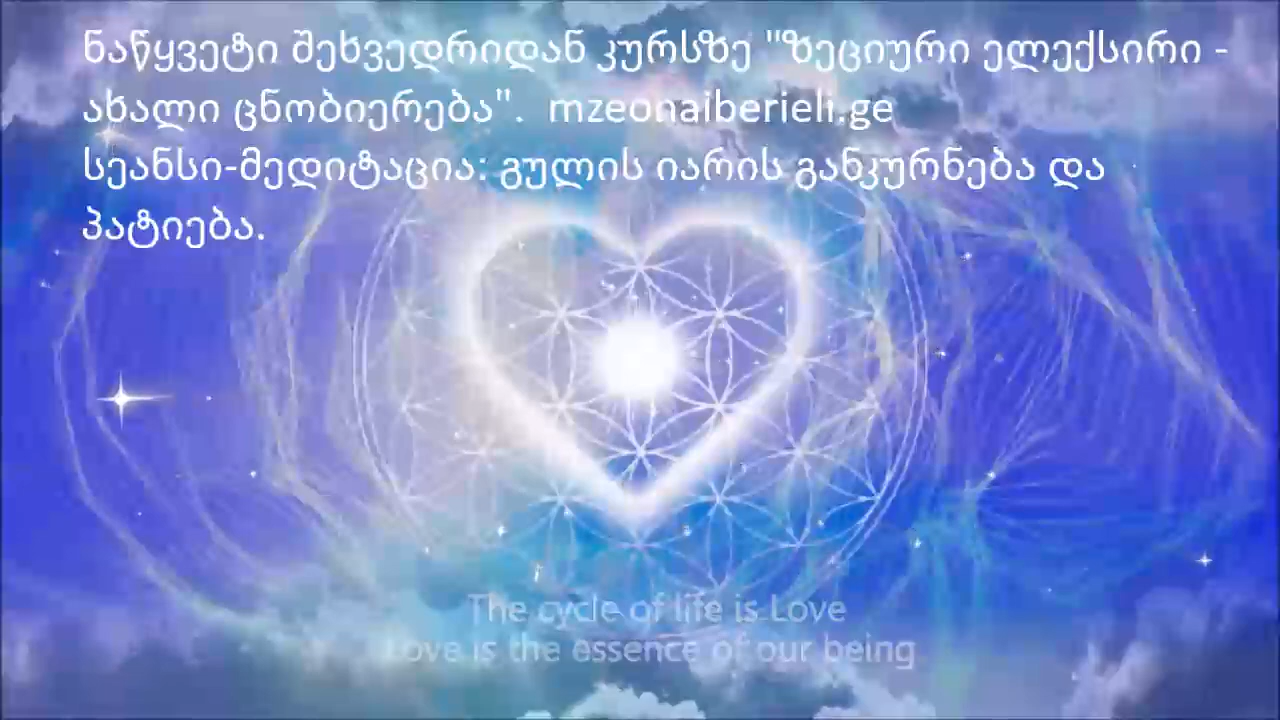 ნაწყვეტი შეხვედრიდან კურსზე "ზეციური ელექსირი -
ახალი ცნობიერება".  mzeonaiberieli.ge
სეანსი-მედიტაცია: გულის იარის განკურნება და
პატიება.
The cycle of life is Love
Love is the essence of our being